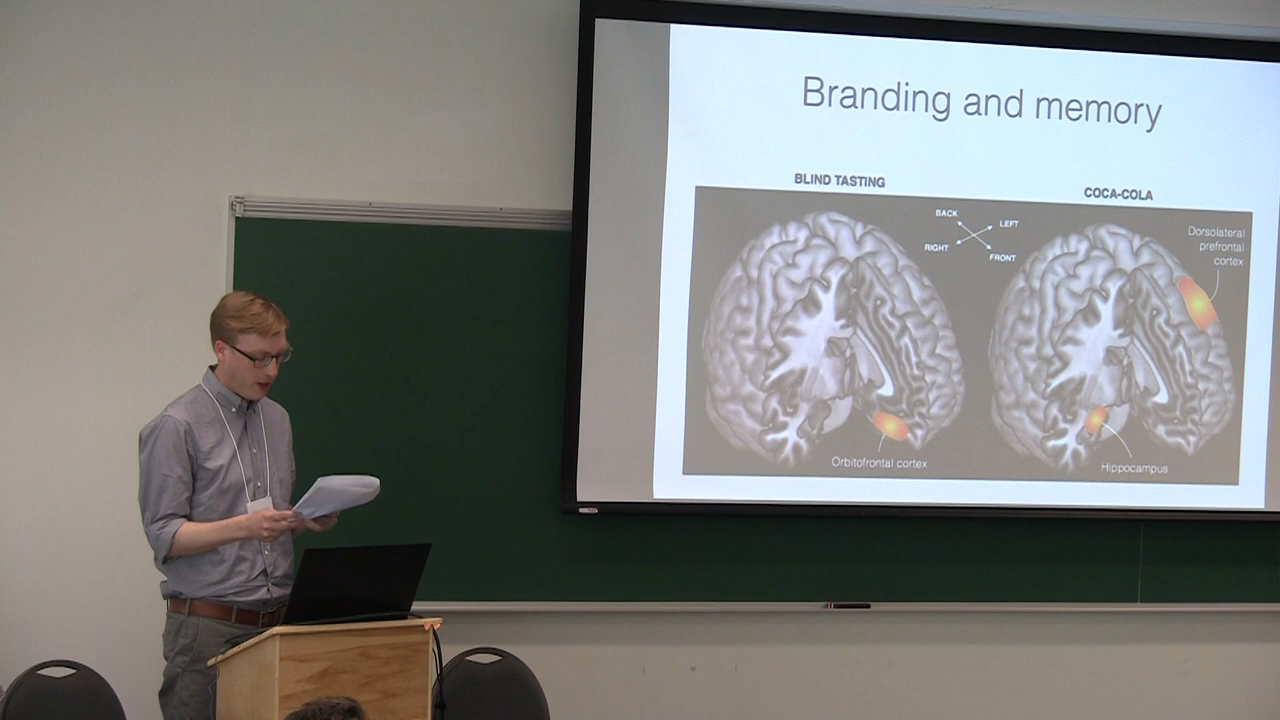 Branding and memory
BLIND TASTING
COCA-COLA
BACK
LEFT
RIGHT
FRONT
Dorsolateral
prefrontal
cortex
Orbitofrontal cortex
Hippocampus